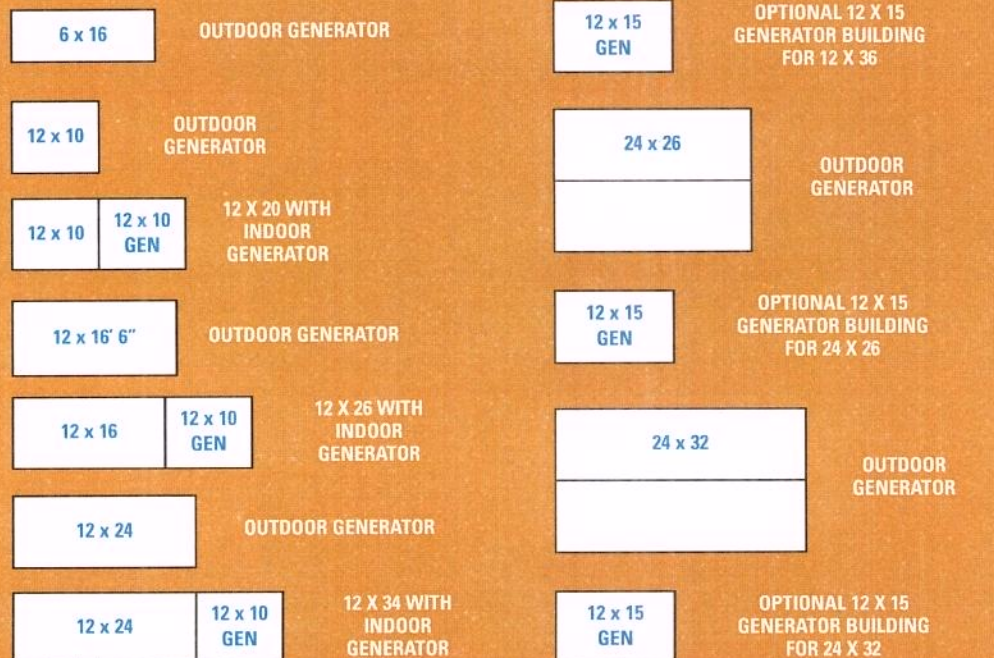 6 x 16
OUTDOOR GENERATOR
12 x 10
OUTDOOR
GENERATOR
12 x 10
12 x 10
GEN
12 X 20 WITH
INDOOR
GENERATOR
12 x 16' 6"
OUTDOOR GENERATOR
12 x 16
12 x 10
GEN
12 X 26 WITH
INDOOR
GENERATOR
12 x 24
OUTDOOR GENERATOR
12 x 24
12 x 10
GEN
12 X 34 WITH
INDOOR
GENERATOR
12 x 15
GEN
OPTIONAL 12 X 15
GENERATOR BUILDING
FOR 12 X 36
24 x 26
OUTDOOR
GENERATOR
12 x 15
GEN
OPTIONAL 12 X 15
GENERATOR BUILDING
FOR 24 X 26
24 x 32
OUTDOOR
GENERATOR
12 x 15
GEN
OPTIONAL 12 X 15
GENERATOR BUILDING
FOR 24 X 32